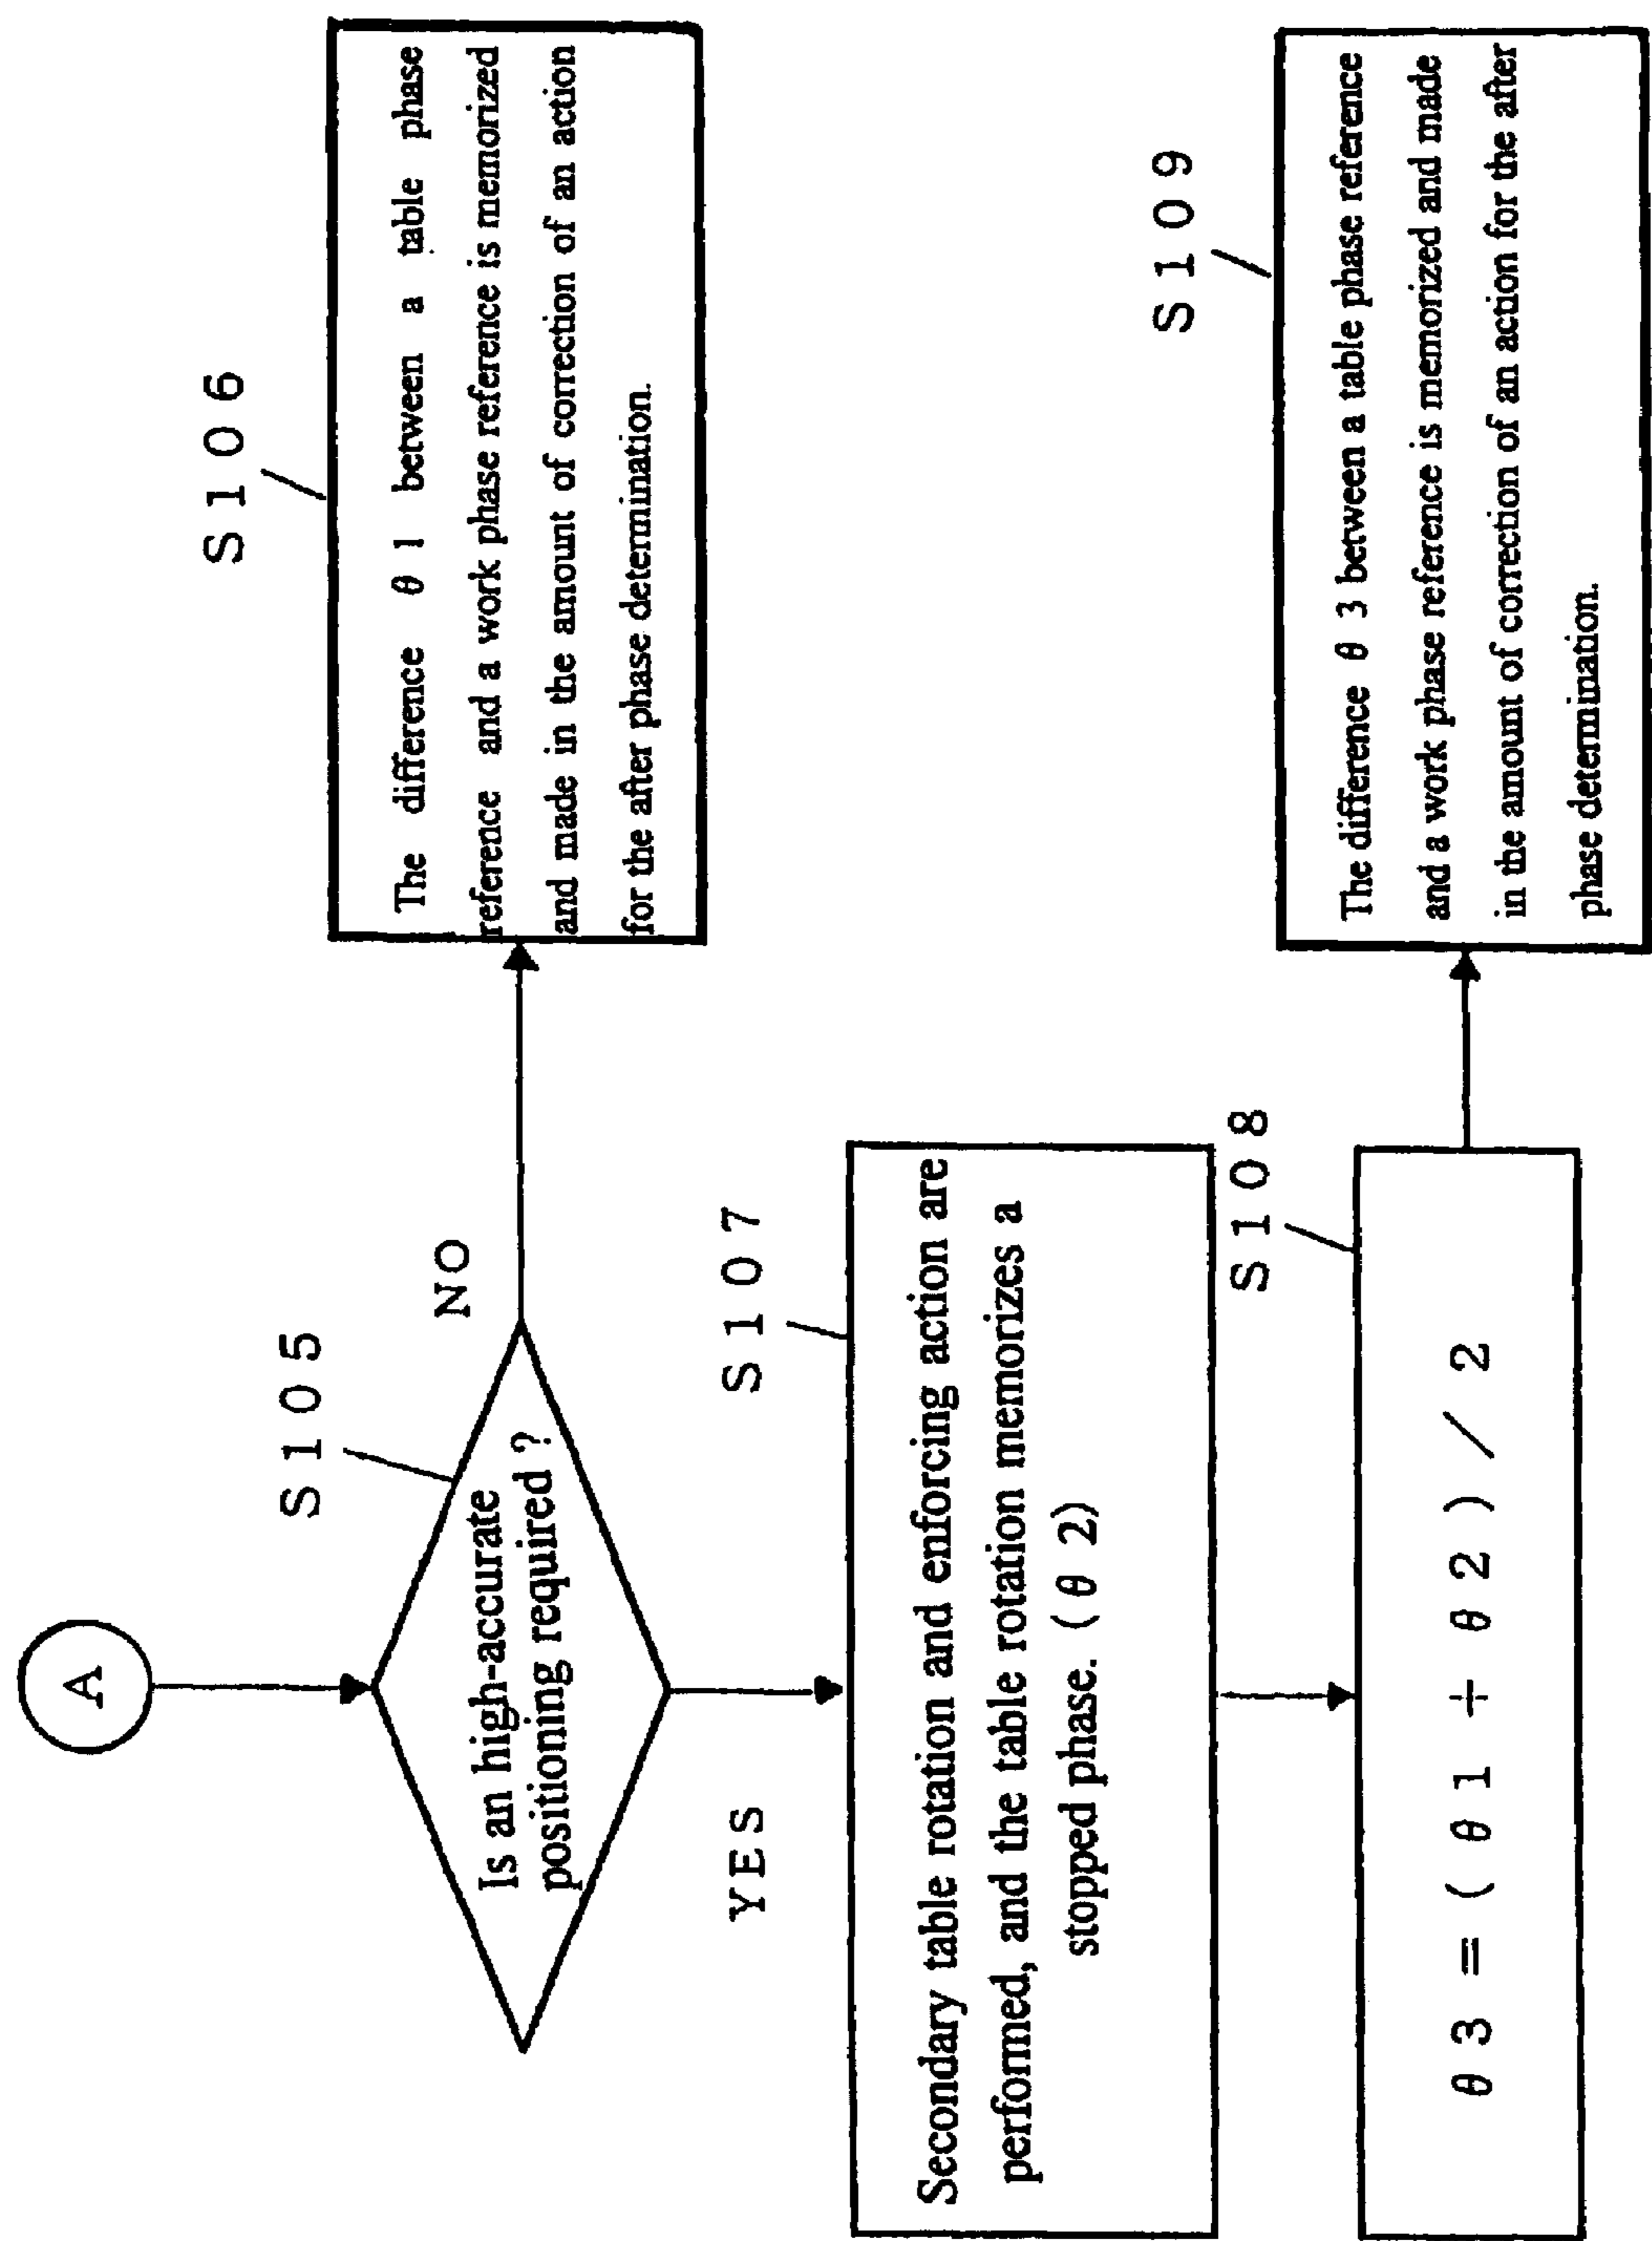 A
S105
Is an high-accurate
positioning required ?
NO
S106
The difference θ 1 between a table phase
reference and a work phase reference is memorized
and made in the amount of correction of an action
for the after phase determination.
YES
S107
Secondary table rotation and enforcing action are
performed, and the table rotation memorizes a
stopped phase. (θ 2)
S108
θ 3 = ( θ 1 + θ 2 ) / 2
S109
The difference θ 3 between a table phase reference
and a work phase reference is memorized and made
in the amount of correction of an action for the after
phase determination.